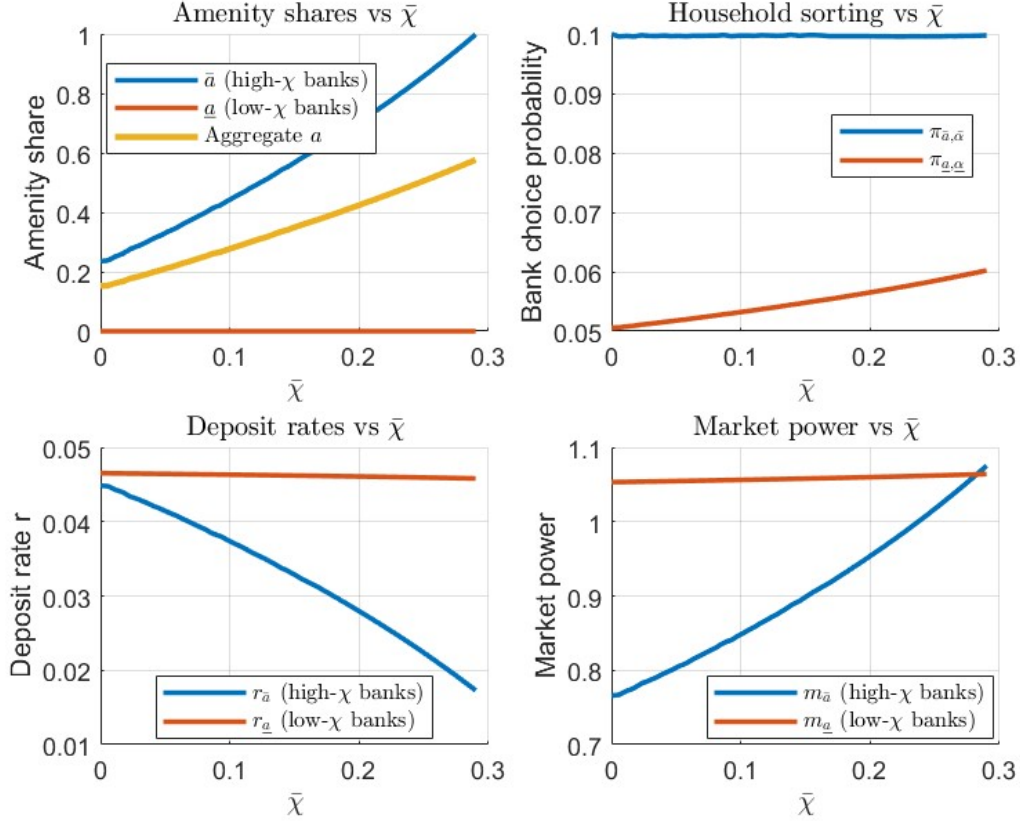 Amenity shares vs χ̄
Amenity share
1
0.8
0.6
0.4
0.2
0
ā (high-χ banks)
a̲ (low-χ banks)
Aggregate a
0 0.1 0.2 0.3
χ̄
Household sorting vs χ̄
Bank choice probability
0.1
0.09
0.08
0.07
0.06
0.05
π_{ā,ᾱ}
π_{a̲,α̲}
0 0.1 0.2 0.3
χ̄
Deposit rates vs χ̄
Deposit rate r
0.05
0.04
0.03
0.02
0.01
r_{ā} (high-χ banks)
r_{a̲} (low-χ banks)
0 0.1 0.2 0.3
χ̄
Market power vs χ̄
Market power
1.1
1
0.9
0.8
0.7
m_{ā} (high-χ banks)
m_{a̲} (low-χ banks)
0 0.1 0.2 0.3
χ̄